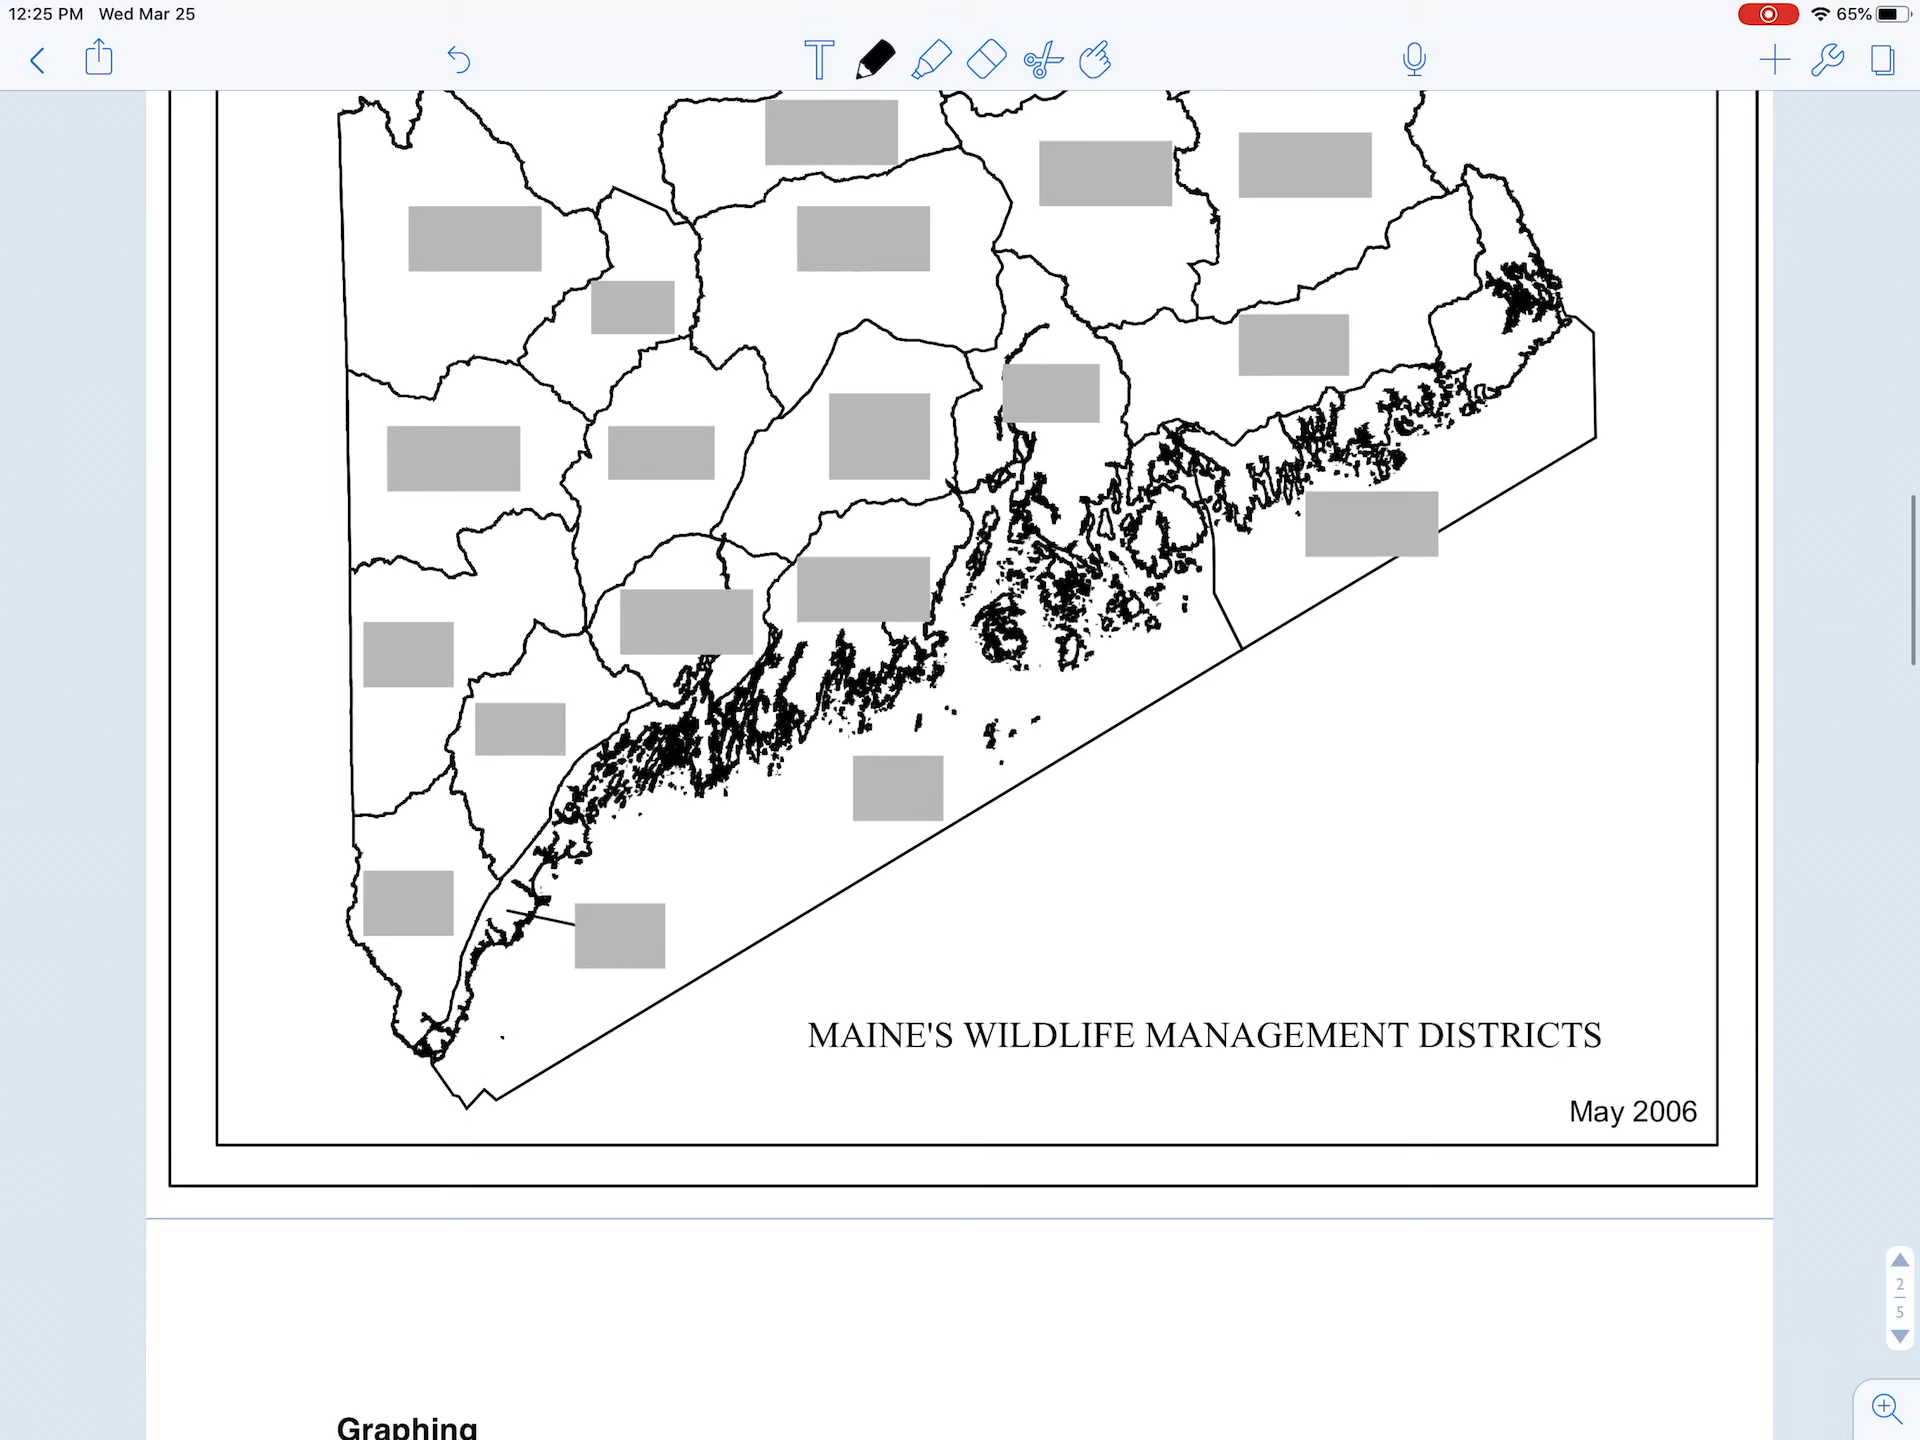 12:25 PM Wed Mar 25
65%
T
MAINE'S WILDLIFE MANAGEMENT DISTRICTS
May 2006
2
5
Graphing